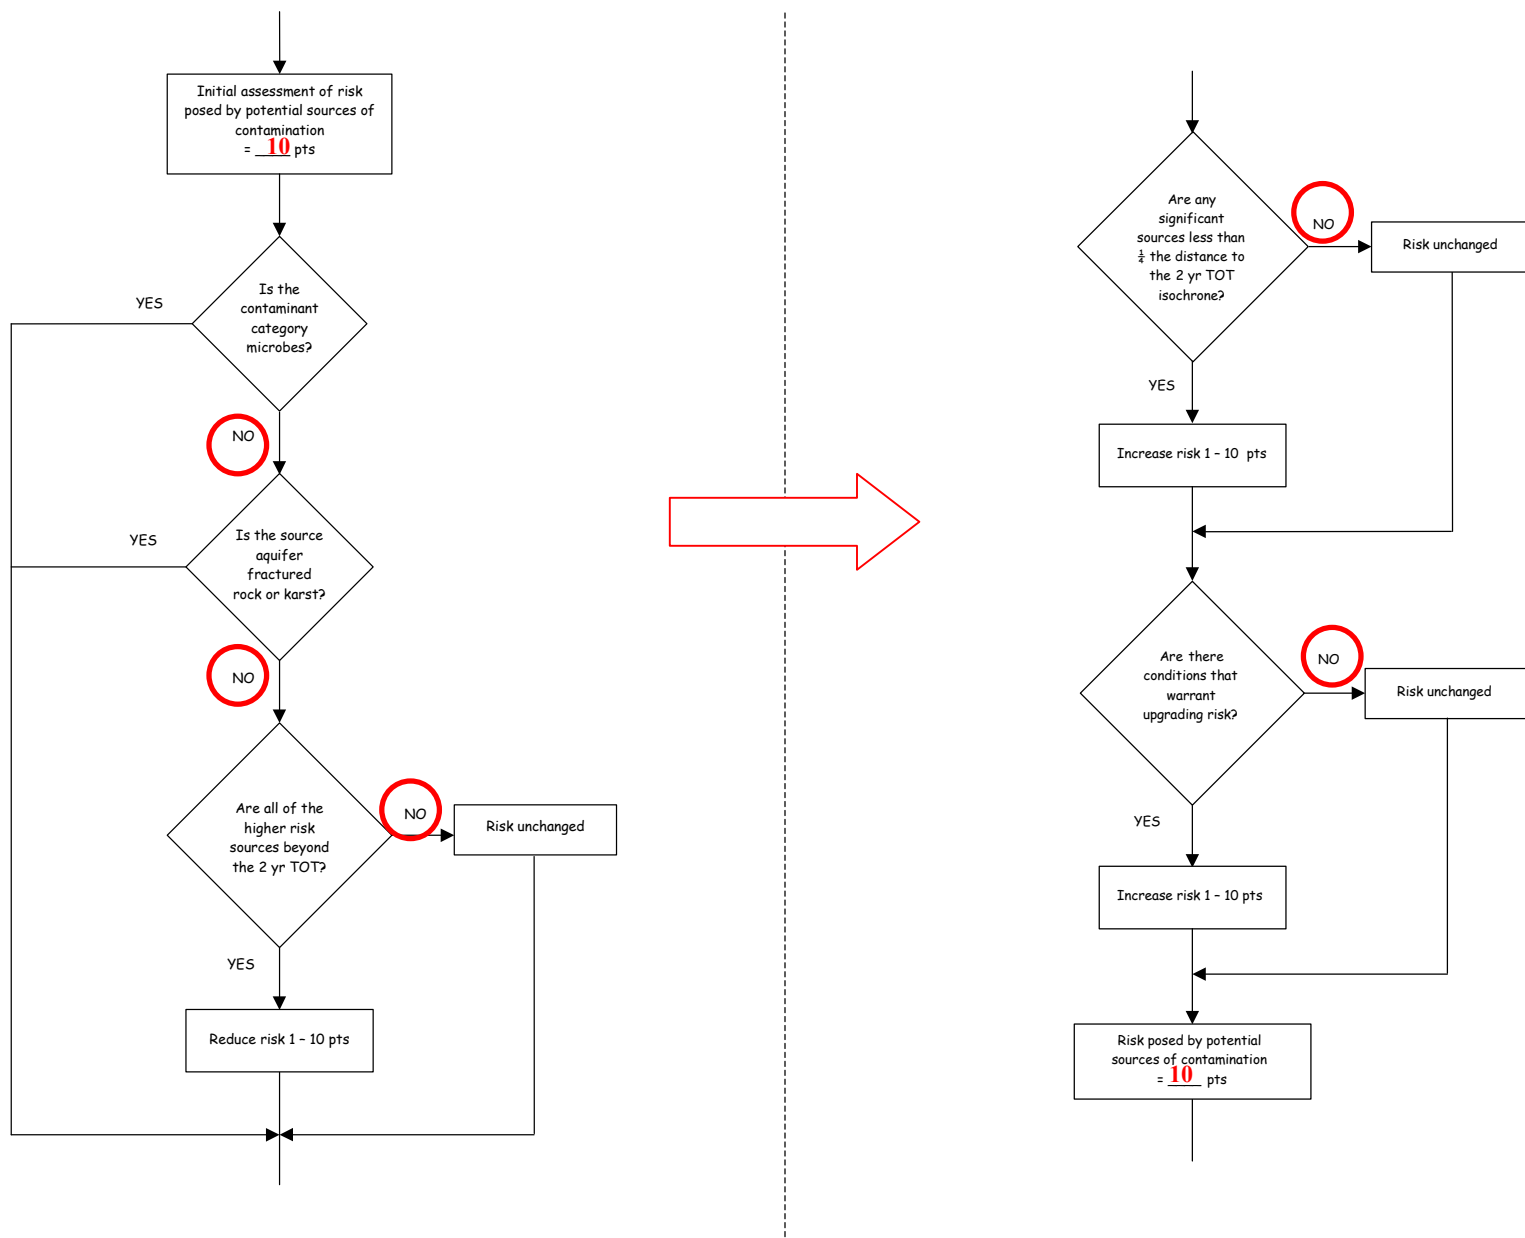 Initial assessment of risk
posed by potential sources of
contamination
= 10 pts
Is the
contaminant
category
microbes?
YES
NO
Is the source
aquifer
fractured
rock or karst?
YES
NO
Are all of the
higher risk
sources beyond
the 2 yr TOT?
NO
Risk unchanged
YES
Reduce risk 1 – 10 pts
Are any
significant
sources less than
¼ the distance to
the 2 yr TOT
isochrone?
NO
Risk unchanged
YES
Increase risk 1 – 10 pts
Are there
conditions that
warrant
upgrading risk?
NO
Risk unchanged
YES
Increase risk 1 – 10 pts
Risk posed by potential
sources of contamination
= 10 pts